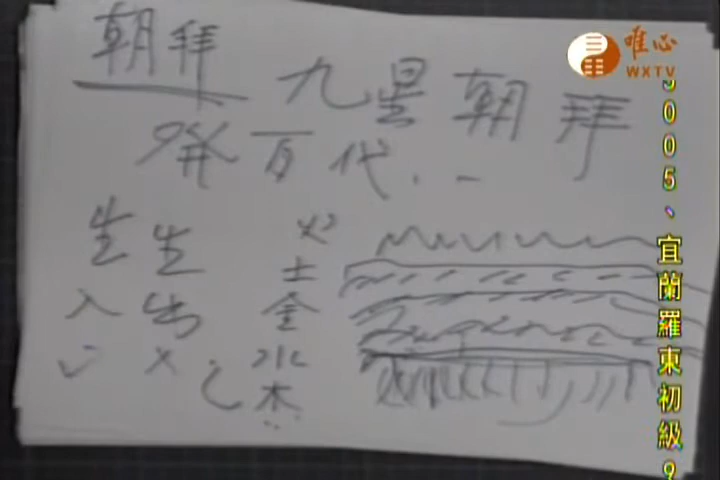 朝拜
九星朝拜
發百代..-
生 生 火
入 出 土
✓ × 金
水
木
唯心
WXTV
3005、宜蘭羅東初級9